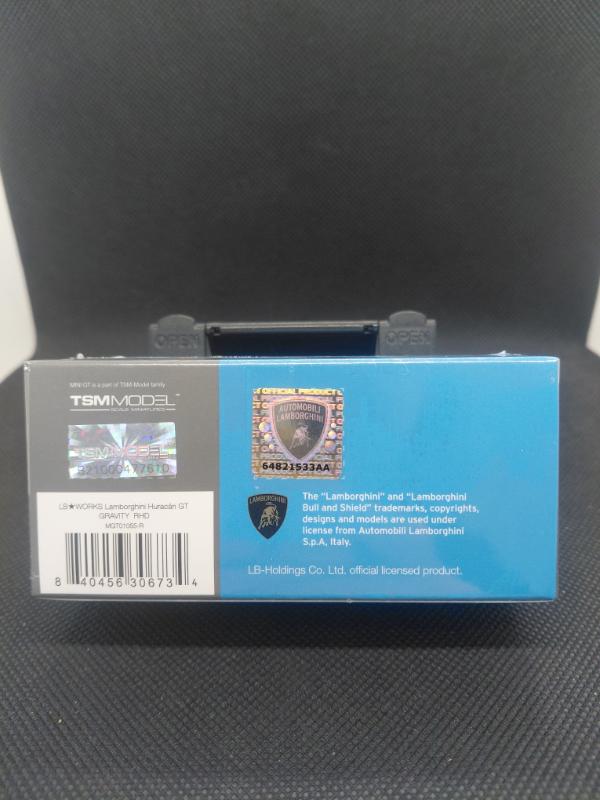 OPEN
OPEN
MINI GT is a part of TSM-Model family
TSMMODEL™
SCALE MINIATURES
TSMMODEL
LB★WORKS Lamborghini Huracán GT
GRAVITY RHD
MGT01055-R
8 40456 30673 4
OFFICIAL PRODUCT
AUTOMOBILI
LAMBORGHINI
64821533AA
LAMBORGHINI
The "Lamborghini" and "Lamborghini
Bull and Shield" trademarks, copyrights,
designs and models are used under
license from Automobili Lamborghini
S.p.A, Italy.
LB-Holdings Co. Ltd. official licensed product.